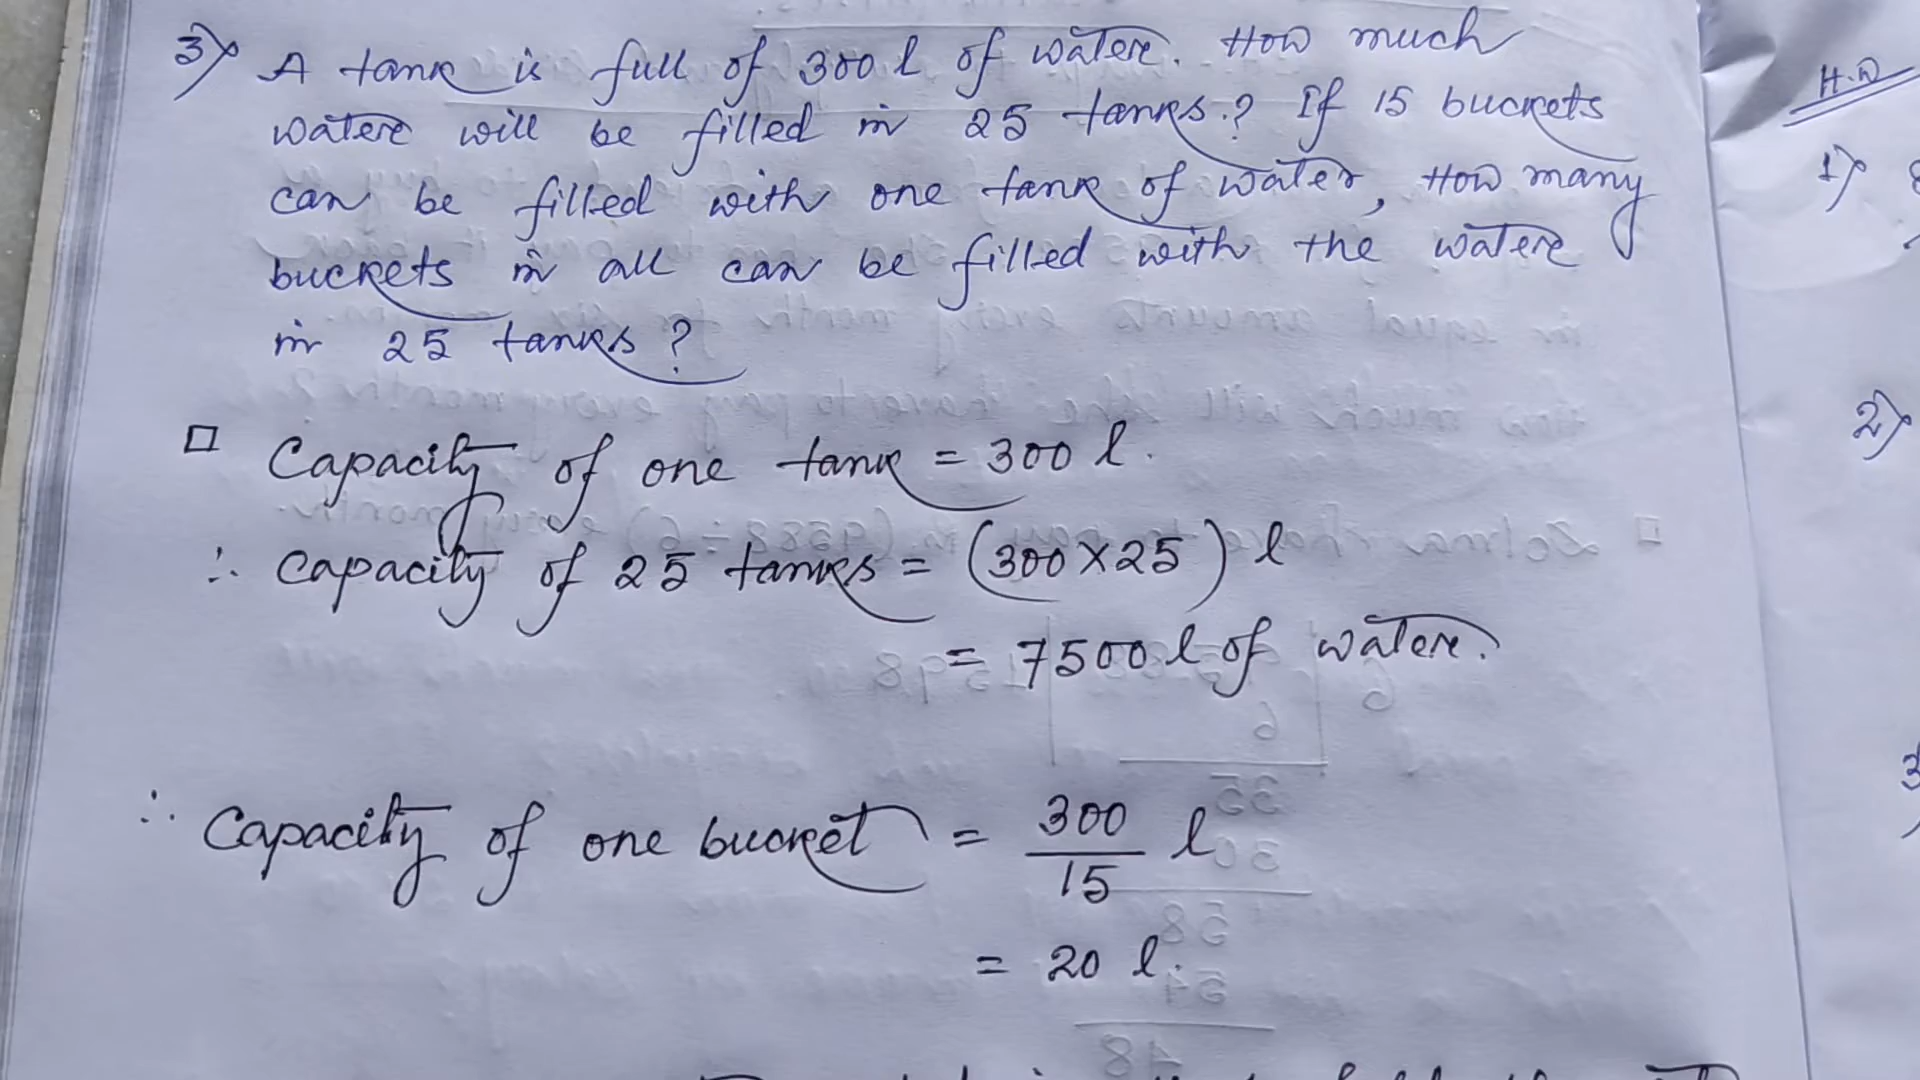 3) A tank is full of 300 l of water. How much
water will be filled in 25 tanks.? If 15 buckets
can be filled with one tank of water, How many
buckets in all can be filled with the water
in 25 tanks?
□ Capacity of one tank = 300 l.
∴ Capacity of 25 tanks = (300 x 25) l
= 7500 l of water.
∴ Capacity of one bucket = 300/15 l
= 20 l.
H.W
1)
2)
3